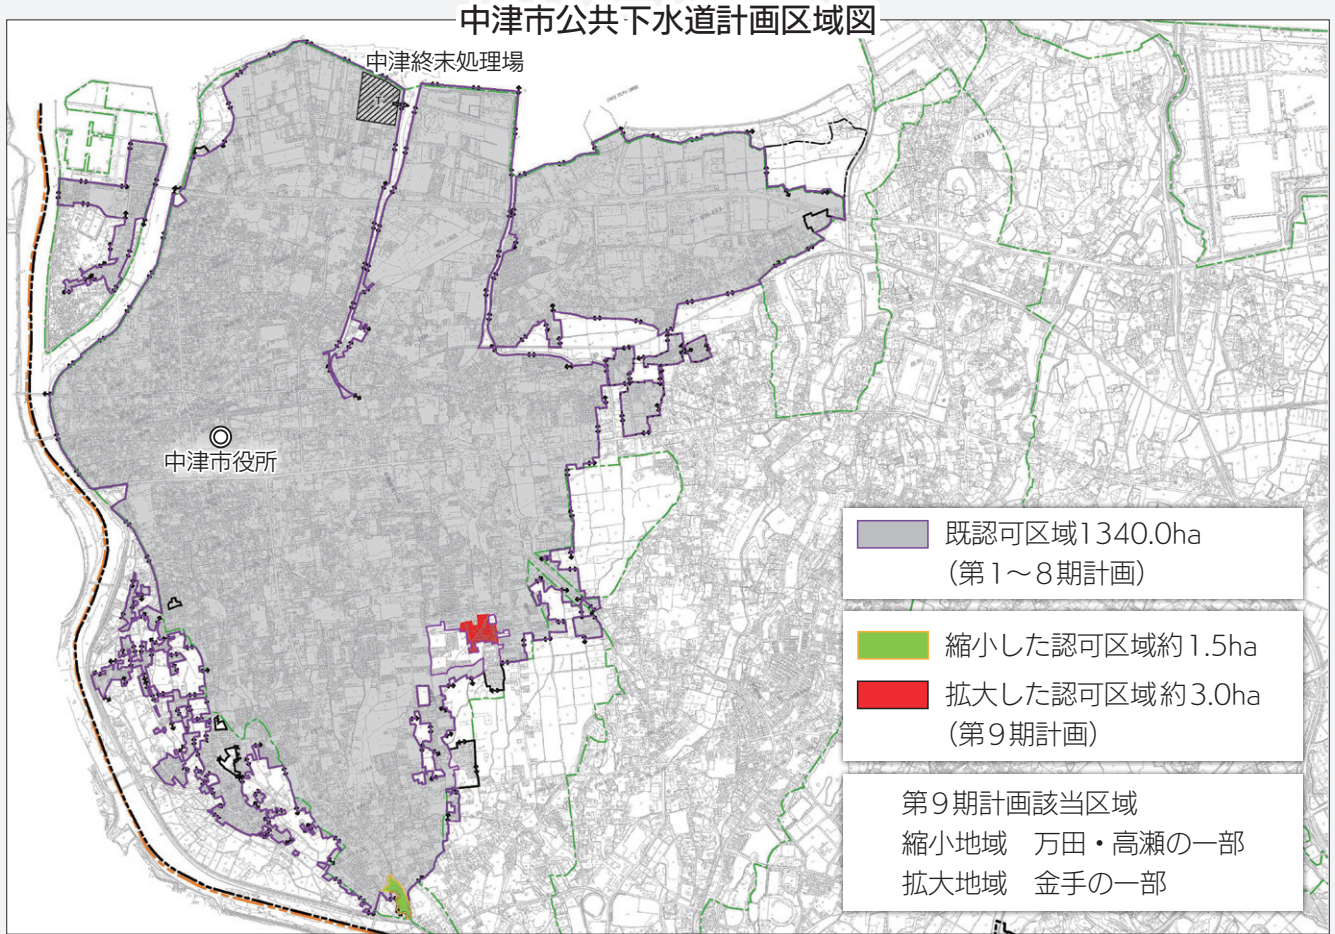 中津市公共下水道計画区域図
中津終末処理場
中津市役所
既認可区域1340.0ha
（第1～8期計画）
縮小した認可区域約1.5ha
拡大した認可区域約3.0ha
（第9期計画）
第9期計画該当区域
縮小地域　万田・高瀬の一部
拡大地域　金手の一部